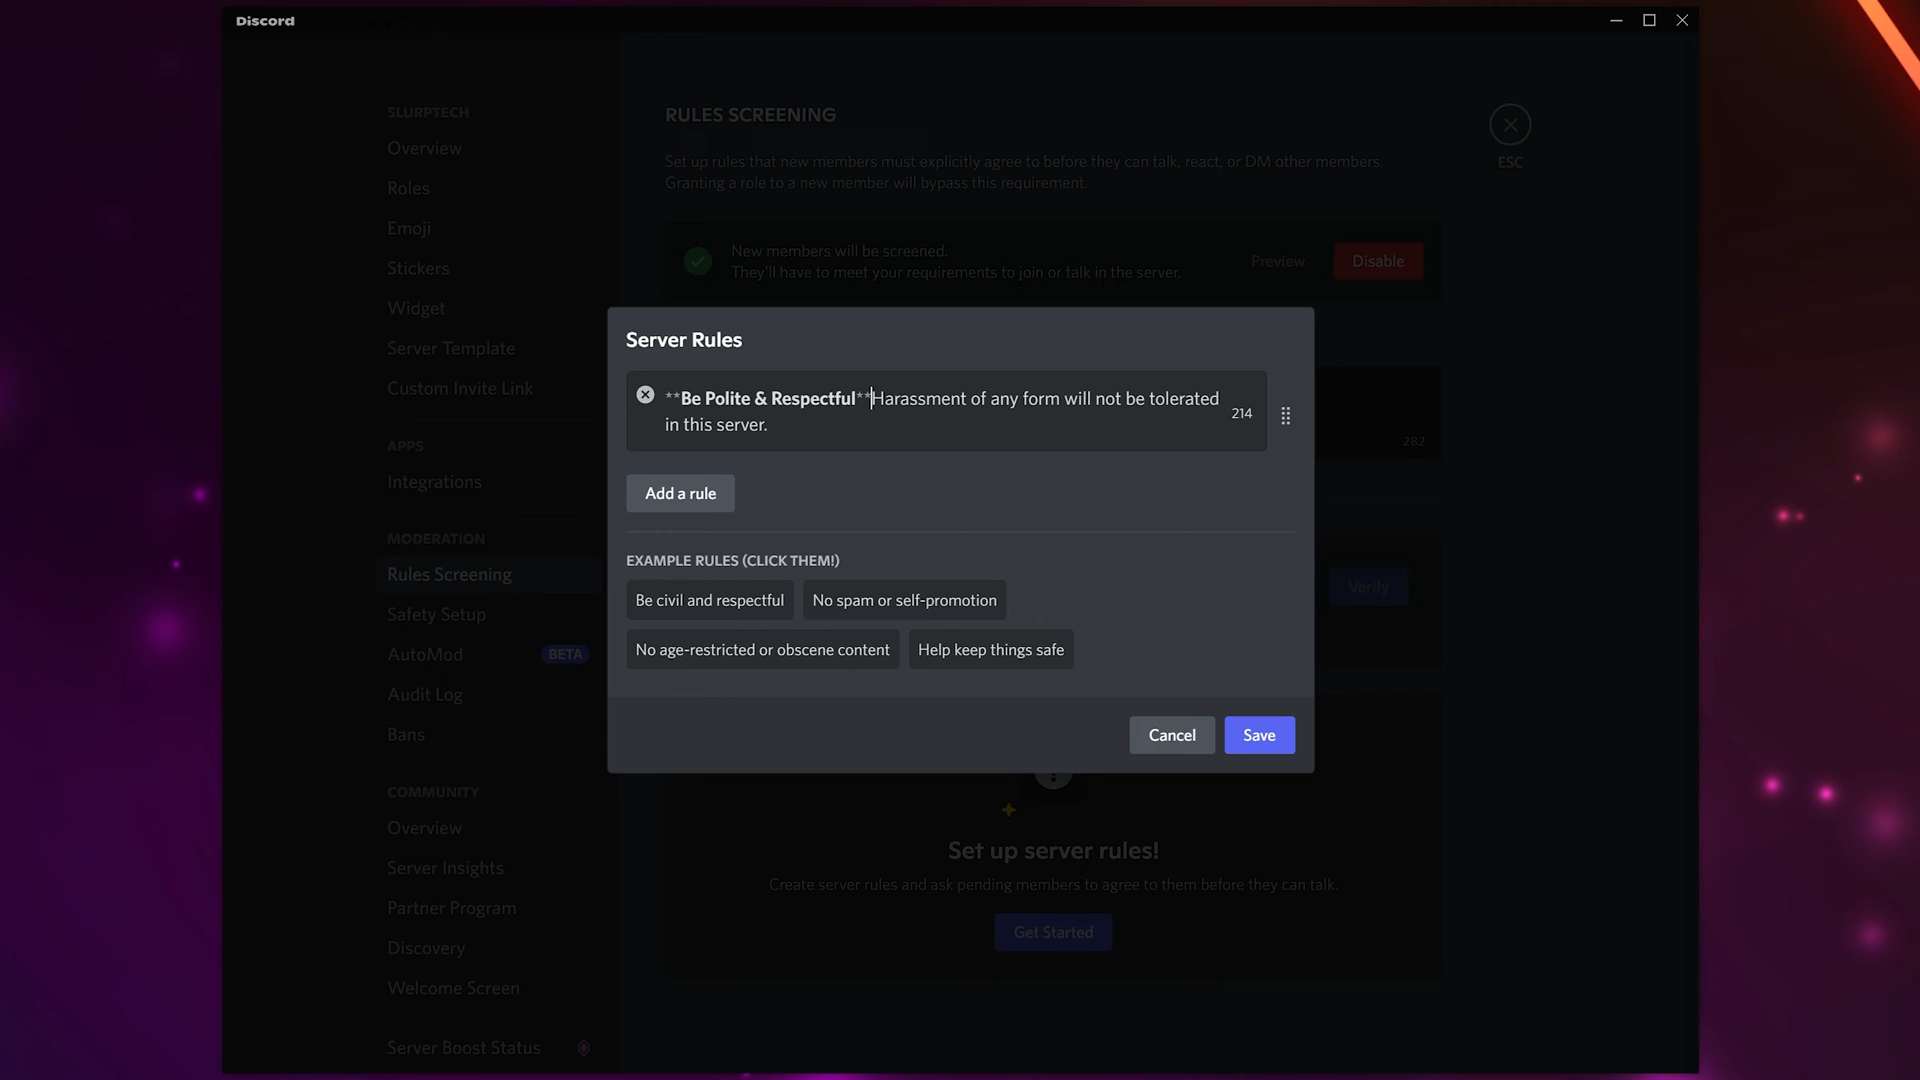 Discord
SLURPTECH
Overview
Roles
Emoji
Stickers
Widget
Server Template
Custom Invite Link
APPS
Integrations
MODERATION
Rules Screening
Safety Setup
AutoMod BETA
Audit Log
Bans
COMMUNITY
Overview
Server Insights
Partner Program
Discovery
Welcome Screen
Server Boost Status
RULES SCREENING
Set up rules that new members must explicitly agree to before they can talk, react, or DM other members.
Granting a role to a new member will bypass this requirement.
ESC
New members will be screened.
They'll have to meet your requirements to join or talk in the server.
Preview
Disable
Server Rules
**Be Polite & Respectful**Harassment of any form will not be tolerated
in this server.
214
282
Add a rule
EXAMPLE RULES (CLICK THEM!)
Be civil and respectful
No spam or self-promotion
No age-restricted or obscene content
Help keep things safe
Verify
Cancel
Save
Set up server rules!
Create server rules and ask pending members to agree to them before they can talk.
Get Started